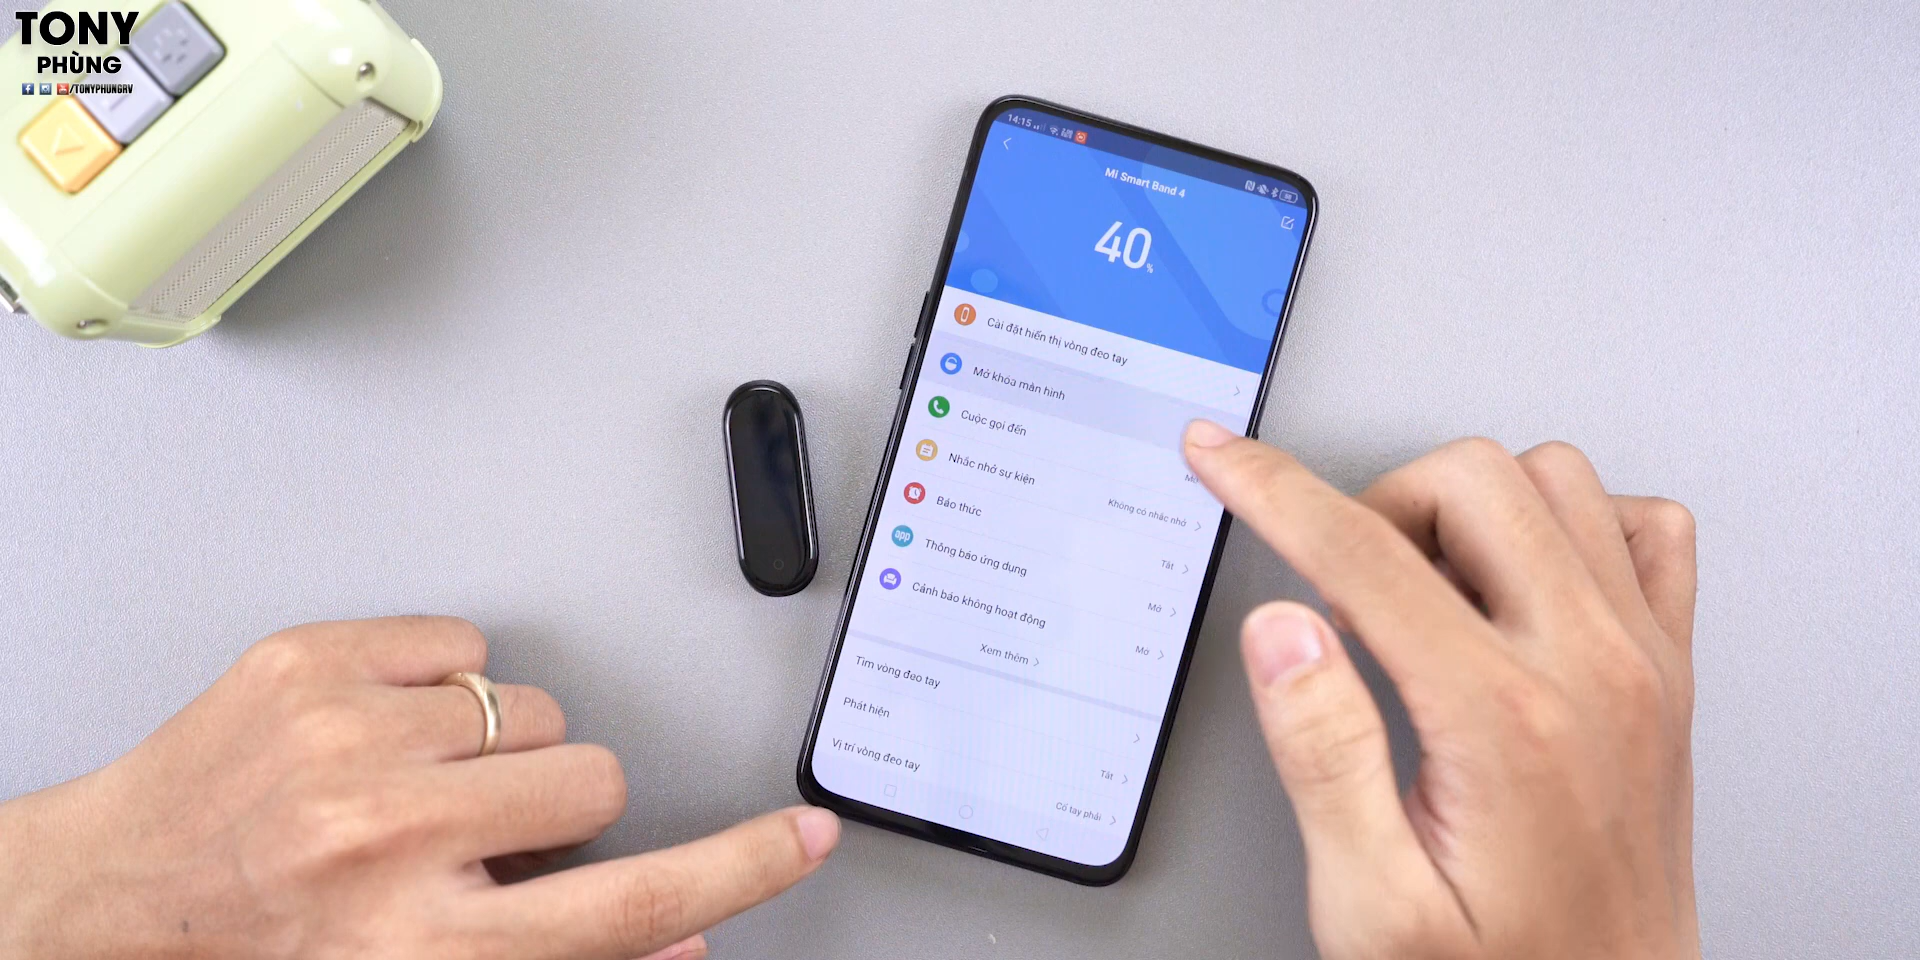 TONY
PHÙNG
/TONYPHUNGRV
14:15
Mi Smart Band 4
40%
Cài đặt hiển thị vòng đeo tay
Mở khóa màn hình
Cuộc gọi đến
Mở
Nhắc nhở sự kiện
Không có nhắc nhở
Báo thức
Tắt
app
Thông báo ứng dụng
Mở
Cảnh báo không hoạt động
Mở
Xem thêm
Tìm vòng đeo tay
Phát hiện
Tắt
Vị trí vòng đeo tay
Cổ tay phải